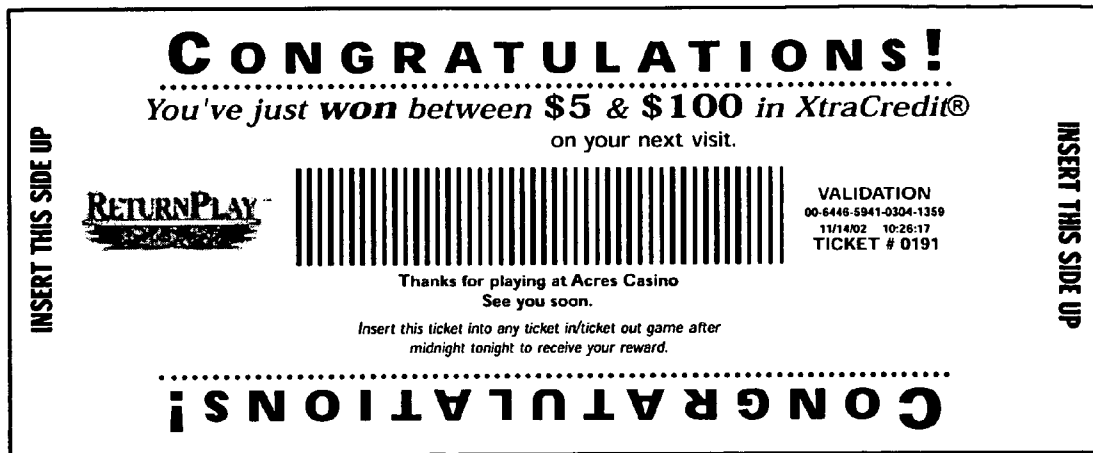 CONGRATULATIONS!
You've just won between $5 & $100 in XtraCredit®
on your next visit.
INSERT THIS SIDE UP
RETURNPLAY™
VALIDATION
00-6446-5941-0304-1359
11/14/02 10:26:17
TICKET # 0191
Thanks for playing at Acres Casino
See you soon.
Insert this ticket into any ticket in/ticket out game after
midnight tonight to receive your reward.
INSERT THIS SIDE UP
CONGRATULATIONS!